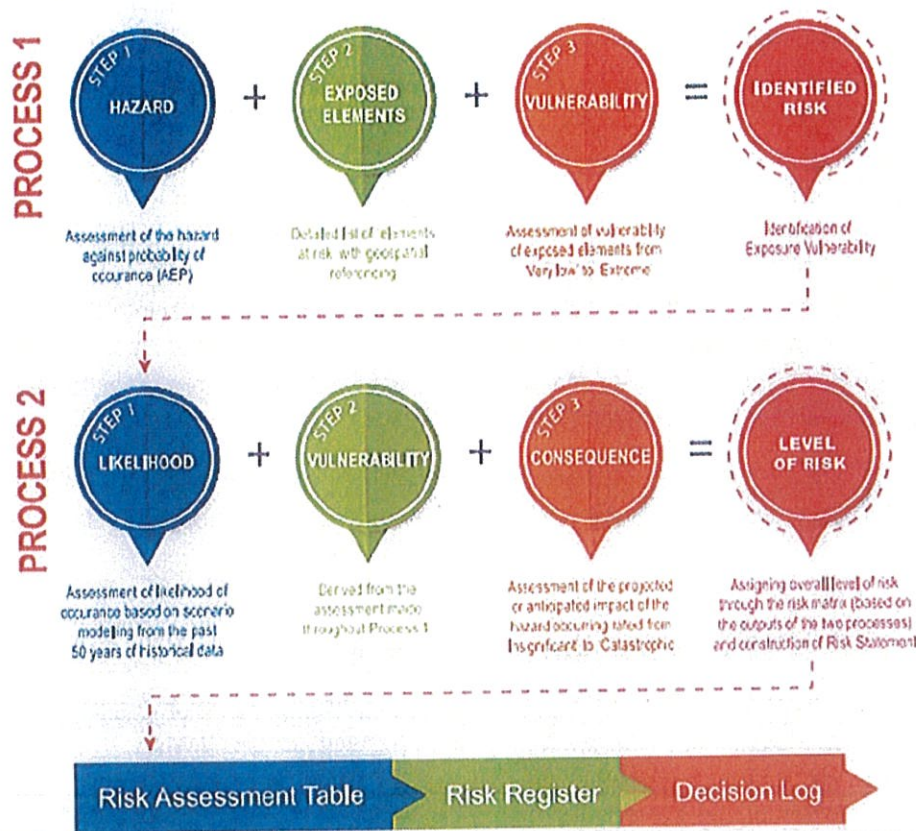 PROCESS 1
STEP 1
HAZARD
+
STEP 2
EXPOSED
ELEMENTS
+
STEP 3
VULNERABILITY
=
IDENTIFIED
RISK
Assessment of the hazard
against probability of
occurance (AEP)
Detailed list of elements
at risk with geospatial
referencing
Assessment of vulnerability
of exposed elements from
'Very low' to 'Extreme'
Identification of
Exposure Vulnerability
PROCESS 2
STEP 1
LIKELIHOOD
+
STEP 2
VULNERABILITY
+
STEP 3
CONSEQUENCE
=
LEVEL
OF RISK
Assessment of likelihood of
occurance based on scenario
modelling from the past
50 years of historical data
Derived from the
assessment made
throughout Process 1
Assessment of the projected
or anticipated impact of the
hazard occurring rated from
'Insignificant' to 'Catastrophic'
Assigning overall level of risk
through the risk matrix (based on
the outputs of the two processes)
and construction of Risk Statement
Risk Assessment Table
Risk Register
Decision Log